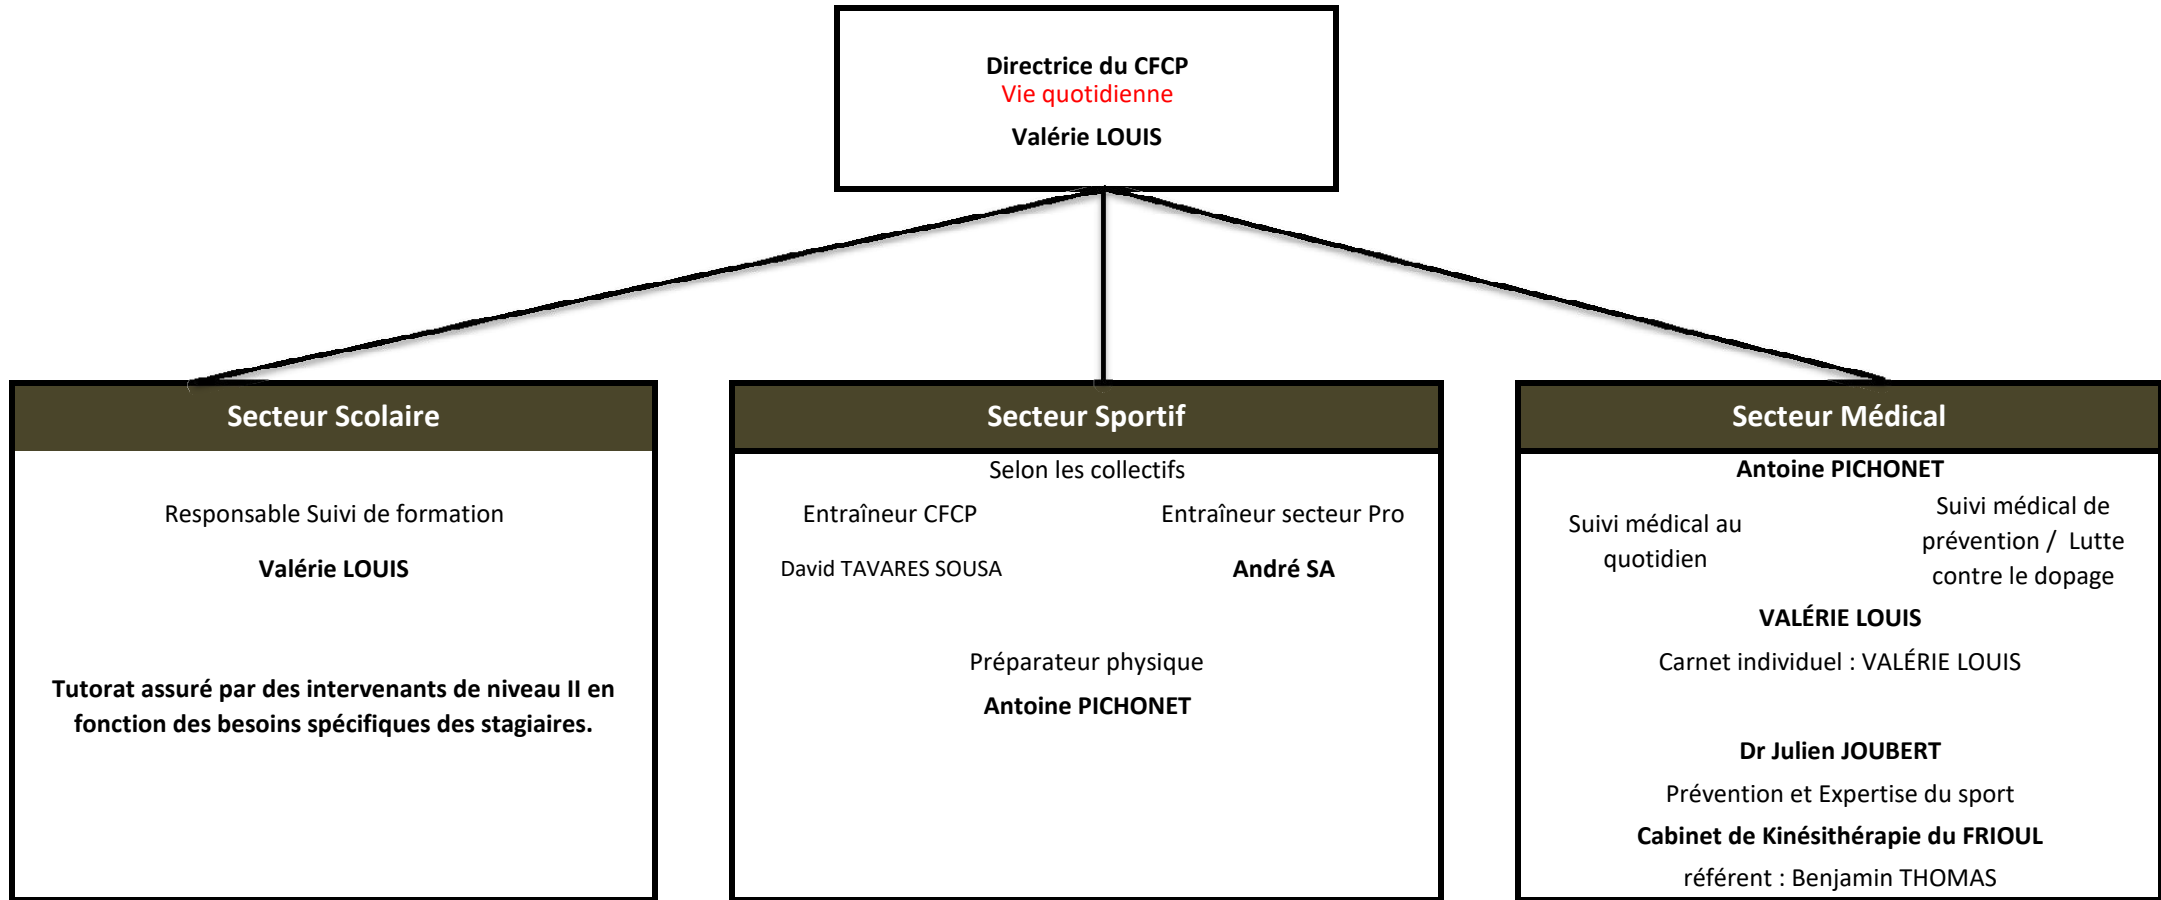 Directrice du CFCP
Vie quotidienne
Valérie LOUIS
Secteur Scolaire
Responsable Suivi de formation
Valérie LOUIS
Tutorat assuré par des intervenants de niveau II en
fonction des besoins spécifiques des stagiaires.
Secteur Sportif
Selon les collectifs
Entraîneur CFCP
David TAVARES SOUSA
Entraîneur secteur Pro
André SA
Préparateur physique
Antoine PICHONET
Secteur Médical
Antoine PICHONET
Suivi médical au
quotidien
Suivi médical de
prévention / Lutte
contre le dopage
VALÉRIE LOUIS
Carnet individuel : VALÉRIE LOUIS
Dr Julien JOUBERT
Prévention et Expertise du sport
Cabinet de Kinésithérapie du FRIOUL
référent : Benjamin THOMAS